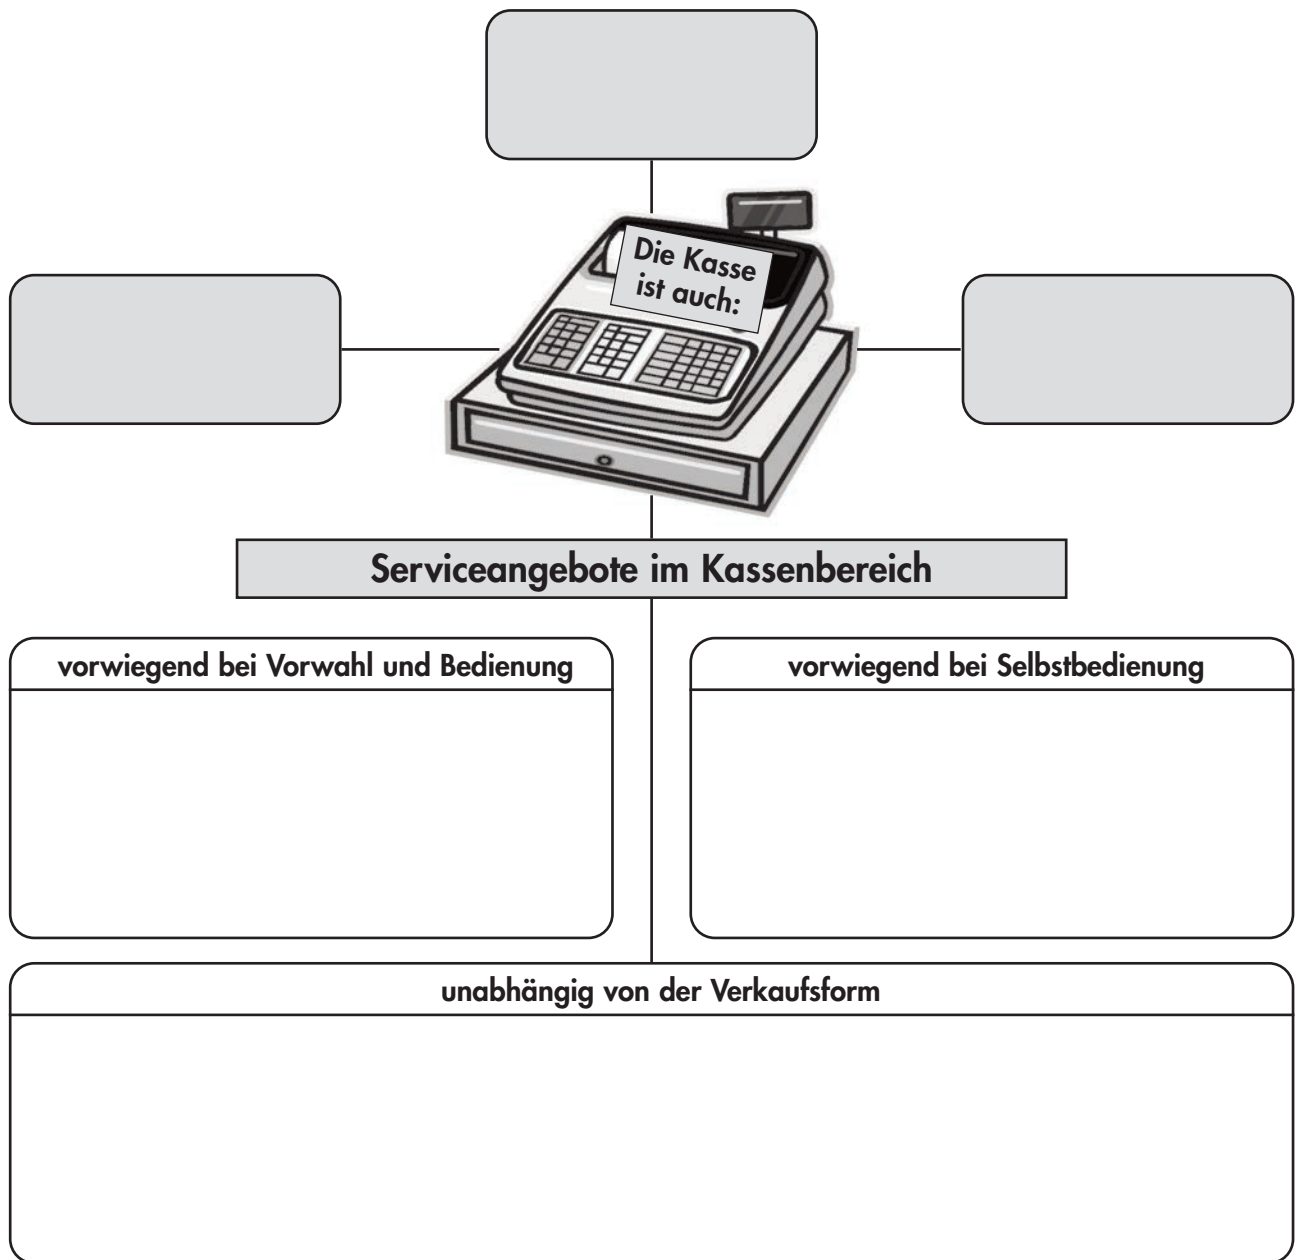 Die Kasse
ist auch:
Serviceangebote im Kassenbereich
vorwiegend bei Vorwahl und Bedienung
vorwiegend bei Selbstbedienung
unabhängig von der Verkaufsform